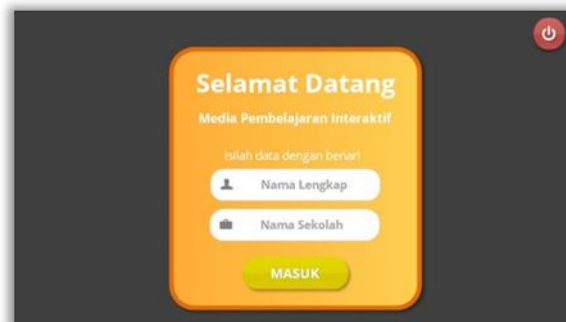 Selamat Datang
Media Pembelajaran Interaktif
Isilah data dengan benar!
Nama Lengkap
Nama Sekolah
MASUK